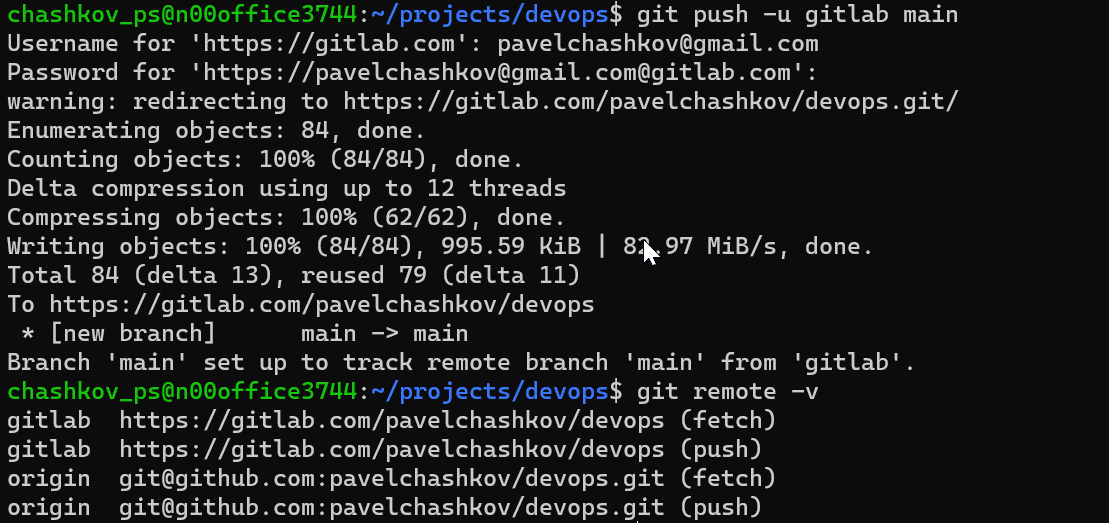 chashkov_ps@n00office3744:~/projects/devops$ git push -u gitlab main
Username for 'https://gitlab.com': pavelchashkov@gmail.com
Password for 'https://pavelchashkov@gmail.com@gitlab.com':
warning: redirecting to https://gitlab.com/pavelchashkov/devops.git/
Enumerating objects: 84, done.
Counting objects: 100% (84/84), done.
Delta compression using up to 12 threads
Compressing objects: 100% (62/62), done.
Writing objects: 100% (84/84), 995.59 KiB | 82.97 MiB/s, done.
Total 84 (delta 13), reused 79 (delta 11)
To https://gitlab.com/pavelchashkov/devops
 * [new branch]      main -> main
Branch 'main' set up to track remote branch 'main' from 'gitlab'.
chashkov_ps@n00office3744:~/projects/devops$ git remote -v
gitlab  https://gitlab.com/pavelchashkov/devops (fetch)
gitlab  https://gitlab.com/pavelchashkov/devops (push)
origin  git@github.com:pavelchashkov/devops.git (fetch)
origin  git@github.com:pavelchashkov/devops.git (push)